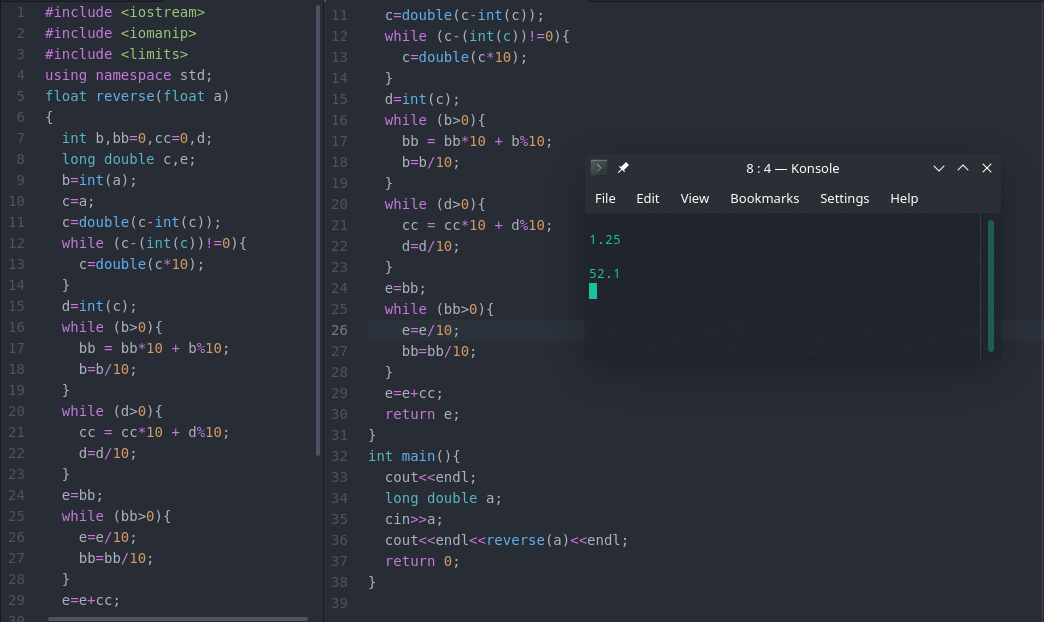 1 #include <iostream>
2 #include <iomanip>
3 #include <limits>
4 using namespace std;
5 float reverse(float a)
6 {
7   int b,bb=0,cc=0,d;
8   long double c,e;
9   b=int(a);
10   c=a;
11   c=double(c-int(c));
12   while (c-(int(c))!=0){
13     c=double(c*10);
14   }
15   d=int(c);
16   while (b>0){
17     bb = bb*10 + b%10;
18     b=b/10;
19   }
20   while (d>0){
21     cc = cc*10 + d%10;
22     d=d/10;
23   }
24   e=bb;
25   while (bb>0){
26     e=e/10;
27     bb=bb/10;
28   }
29   e=e+cc;
30
11   c=double(c-int(c));
12   while (c-(int(c))!=0){
13     c=double(c*10);
14   }
15   d=int(c);
16   while (b>0){
17     bb = bb*10 + b%10;
18     b=b/10;
19   }
20   while (d>0){
21     cc = cc*10 + d%10;
22     d=d/10;
23   }
24   e=bb;
25   while (bb>0){
26     e=e/10;
27     bb=bb/10;
28   }
29   e=e+cc;
30   return e;
31 }
32 int main(){
33   cout<<endl;
34   long double a;
35   cin>>a;
36   cout<<endl<<reverse(a)<<endl;
37   return 0;
38 }
39
8 : 4 — Konsole
File Edit View Bookmarks Settings Help
1.25
52.1